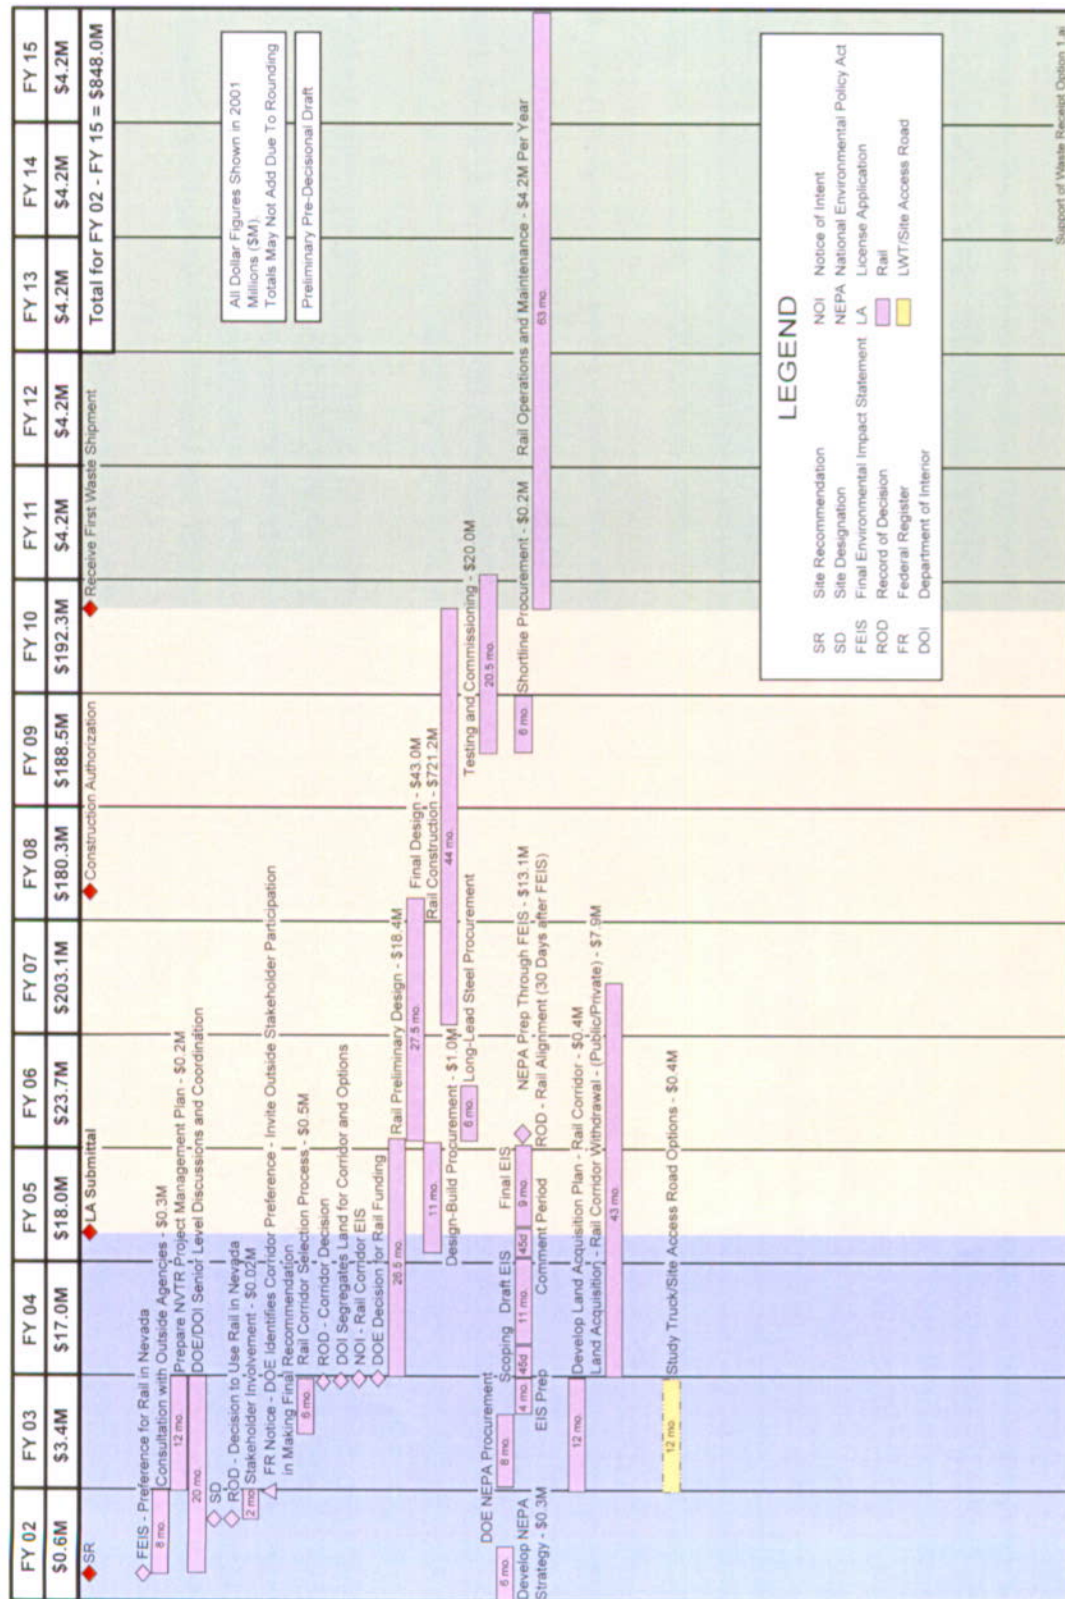 FY 02 FY 03 FY 04 FY 05 FY 06 FY 07 FY 08 FY 09 FY 10 FY 11 FY 12 FY 13 FY 14 FY 15
$0.6M $3.4M $17.0M $18.0M $23.7M $203.1M $180.3M $188.5M $192.3M $4.2M $4.2M $4.2M $4.2M $4.2M
SR
LA Submittal
Construction Authorization
Receive First Waste Shipment
Total for FY 02 - FY 15 = $848.0M
FEIS - Preference for Rail in Nevada
8 mo.
Consultation with Outside Agencies - $0.3M
12 mo.
Prepare NVTR Project Management Plan - $0.2M
20 mo.
DOE/DOI Senior Level Discussions and Coordination
SD
ROD - Decision to Use Rail in Nevada
2 mo.
Stakeholder Involvement - $0.02M
FR Notice - DOE Identifies Corridor Preference - Invite Outside Stakeholder Participation
in Making Final Recommendation
Rail Corridor Selection Process - $0.5M
6 mo.
ROD - Corridor Decision
DOI Segregates Land for Corridor and Options
NOI - Rail Corridor EIS
DOE Decision for Rail Funding
26.5 mo.
Rail Preliminary Design - $18.4M
27.5 mo.
Final Design - $43.0M
11 mo.
Rail Construction - $721.2M
Design-Build Procurement - $1.0M
44 mo.
6 mo.
Long-Lead Steel Procurement
Testing and Commissioning - $20.0M
20.5 mo.
DOE NEPA Procurement
6 mo.
8 mo.
Scoping Draft EIS Final EIS
Develop NEPA
Strategy - $0.3M
4 mo. 45d 11 mo. 45d 9 mo.
NEPA Prep Through FEIS - $13.1M
EIS Prep Comment Period ROD - Rail Alignment (30 Days after FEIS)
6 mo.
Shortline Procurement - $0.2M
Rail Operations and Maintenance - $4.2M Per Year
63 mo.
12 mo.
Develop Land Acquisition Plan - Rail Corridor - $0.4M
Land Acquisition - Rail Corridor Withdrawal - (Public/Private) - $7.9M
43 mo.
12 mo.
Study Truck/Site Access Road Options - $0.4M
All Dollar Figures Shown in 2001
Millions ($M).
Totals May Not Add Due To Rounding
Preliminary Pre-Decisional Draft
LEGEND
SR Site Recommendation NOI Notice of Intent
SD Site Designation NEPA National Environmental Policy Act
FEIS Final Environmental Impact Statement LA License Application
ROD Record of Decision Rail
FR Federal Register LWT/Site Access Road
DOI Department of Interior
Support of Waste Receipt Option 1.ai